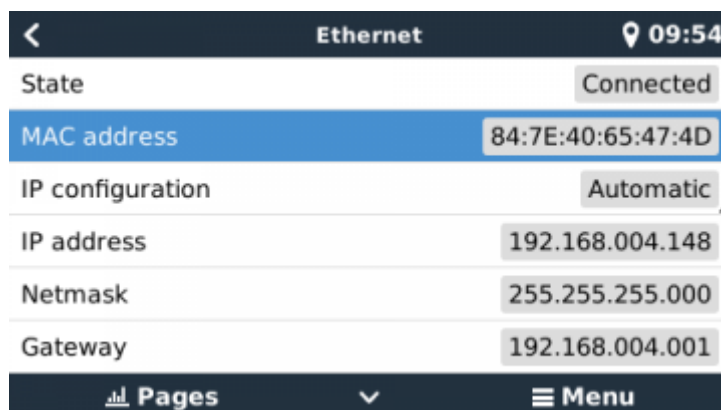 Ethernet 09:54
State Connected
MAC address 84:7E:40:65:47:4D
IP configuration Automatic
IP address 192.168.004.148
Netmask 255.255.255.000
Gateway 192.168.004.001
Pages Menu